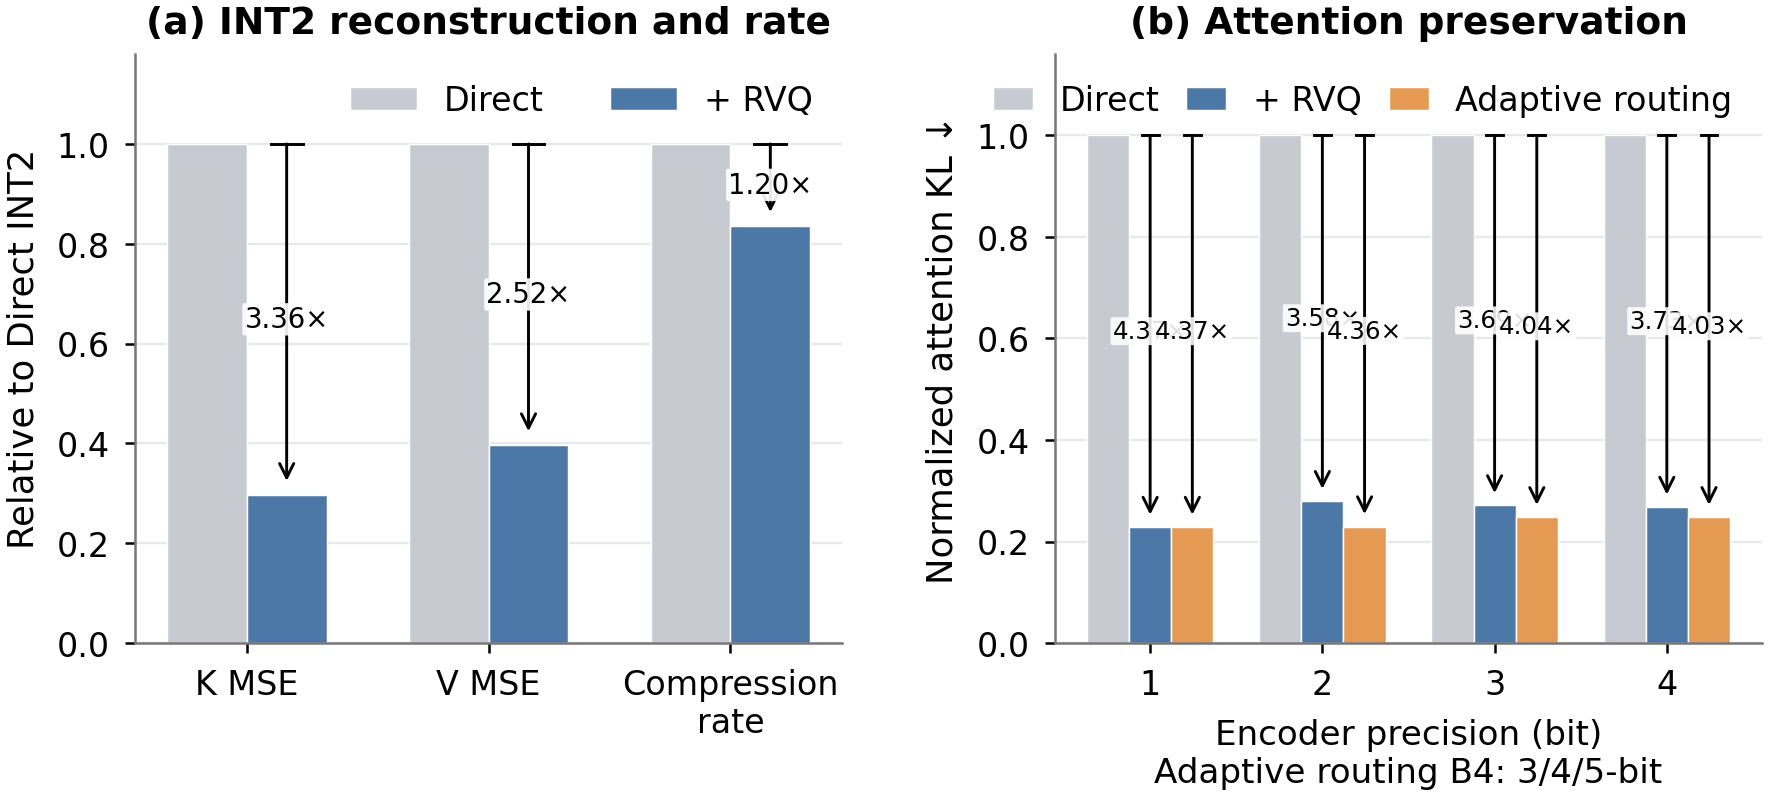 (a) INT2 reconstruction and rate
Direct
+ RVQ
Relative to Direct INT2
1.0
0.8
0.6
0.4
0.2
0.0
3.36×
2.52×
1.20×
K MSE
V MSE
Compression
rate
(b) Attention preservation
Direct
+ RVQ
Adaptive routing
Normalized attention KL ↓
1.0
0.8
0.6
0.4
0.2
0.0
4.37×
3.58×
4.36×
4.04×
4.03×
1
2
3
4
Encoder precision (bit)
Adaptive routing B4: 3/4/5-bit